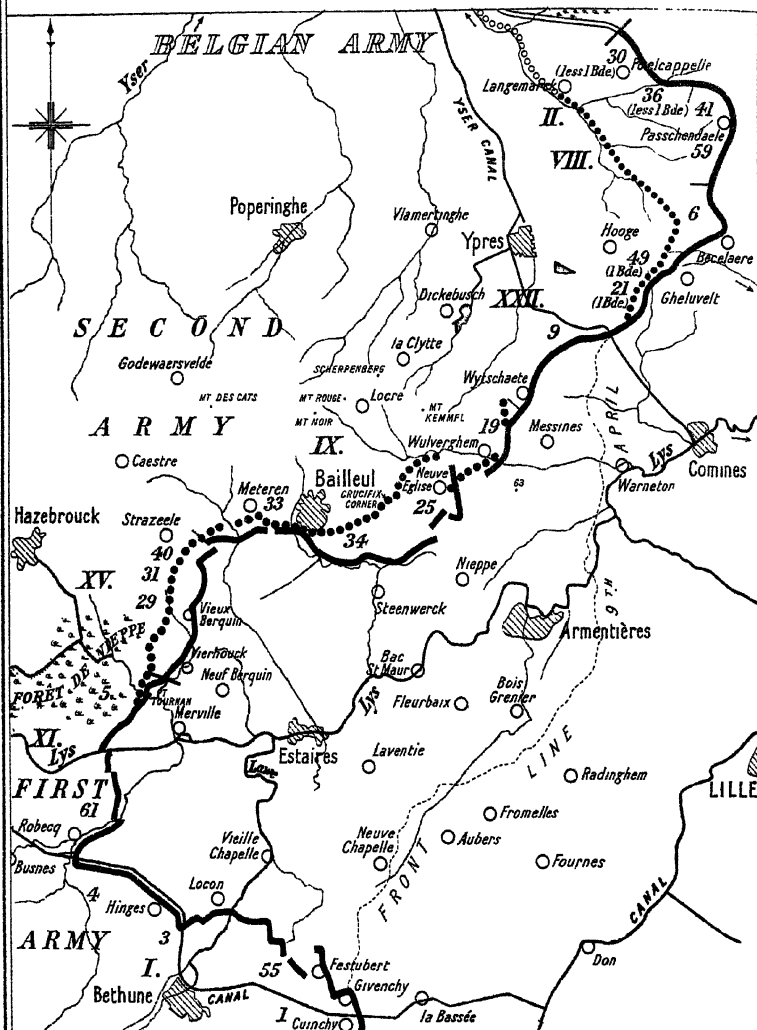 BELGIAN ARMY
Yser
30
(less 1 Bde)
Poelcappelle
Langemarck
36
(less 1 Bde)
41
II.
Passchendaele
YSER CANAL
VIII.
59
Poperinghe
6
Vlamertinghe
Ypres
Hooge
Becelaere
49
(1 Bde)
21
(1 Bde)
Gheluvelt
Dickebusch
XXII.
SECOND
9
la Clytte
Godewaersvelde
SCHERPENBERG
Wytschaete
MT DES CATS
MT ROUGE
Locre
MT KEMMEL
ARMY
MT NOIR
19
Messines
APRIL
IX.
Wulverghem
Lys
Comines
Caestre
Bailleul
Neuve
Eglise
Warneton
Meteren
CRUCIFIX
CORNER
63
33
25
Hazebrouck
Strazeele
34
40
XV.
31
Nieppe
29
Steenwerck
9TH
Vieux
Berquin
FORÊT DE NIEPPE
Armentières
Vierhouck
Bac
St Maur
5
Neuf Berquin
Bois
Grenier
Lys
Fleurbaix
TOURNAN
Merville
XI.
Lys
Estaires
LINE
Laventie
Lawe
Radinghem
LILLE
FIRST
61
Fromelles
Robecq
Neuve
Chapelle
Aubers
Vieille
Chapelle
Fournes
Busnes
FRONT
Locon
4
CANAL
Hinges
ARMY
3
Don
I.
55
Festubert
Givenchy
Bethune
CANAL
la Bassée
1
Cuinchy